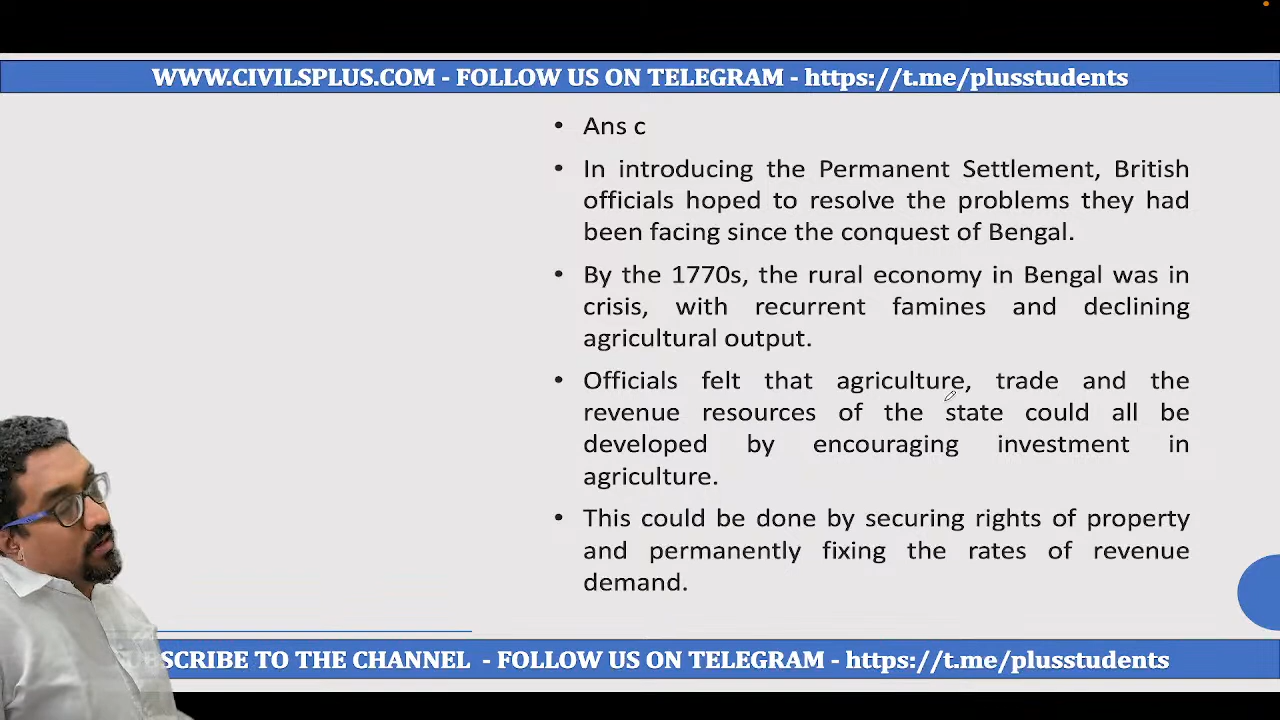 WWW.CIVILSPLUS.COM - FOLLOW US ON TELEGRAM - https://t.me/plusstudents
• Ans c
• In introducing the Permanent Settlement, British
officials hoped to resolve the problems they had
been facing since the conquest of Bengal.
• By the 1770s, the rural economy in Bengal was in
crisis, with recurrent famines and declining
agricultural output.
• Officials felt that agriculture, trade and the
revenue resources of the state could all be
developed by encouraging investment in
agriculture.
• This could be done by securing rights of property
and permanently fixing the rates of revenue
demand.
SCRIBE TO THE CHANNEL - FOLLOW US ON TELEGRAM - https://t.me/plusstudents